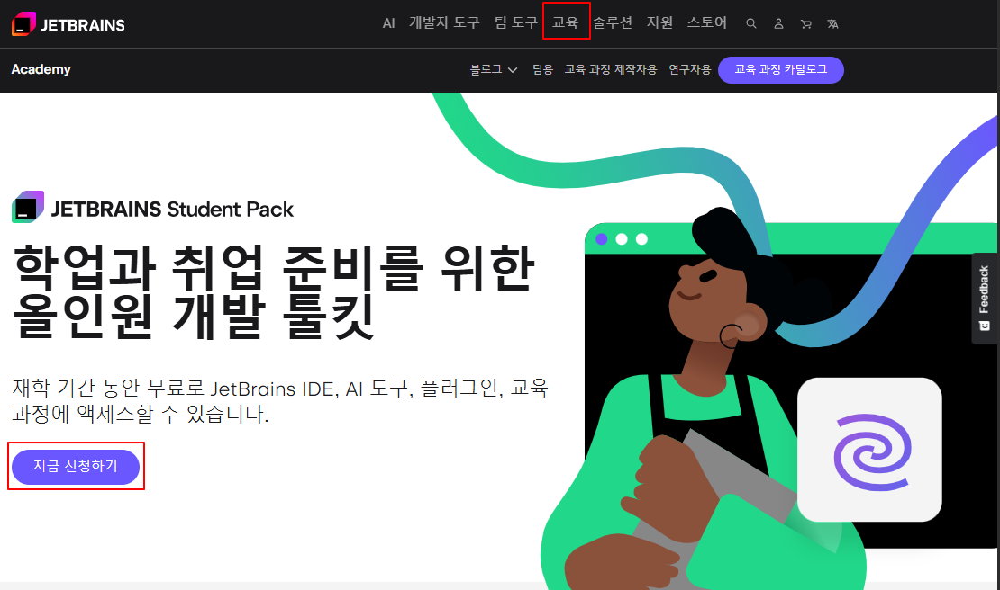 JETBRAINS
AI 개발자 도구 팀 도구 교육 솔루션 지원 스토어
Academy
블로그 팀용 교육 과정 제작자용 연구자용 교육 과정 카탈로그
JETBRAINS Student Pack
학업과 취업 준비를 위한
올인원 개발 툴킷
재학 기간 동안 무료로 JetBrains IDE, AI 도구, 플러그인, 교육
과정에 액세스할 수 있습니다.
지금 신청하기
Feedback